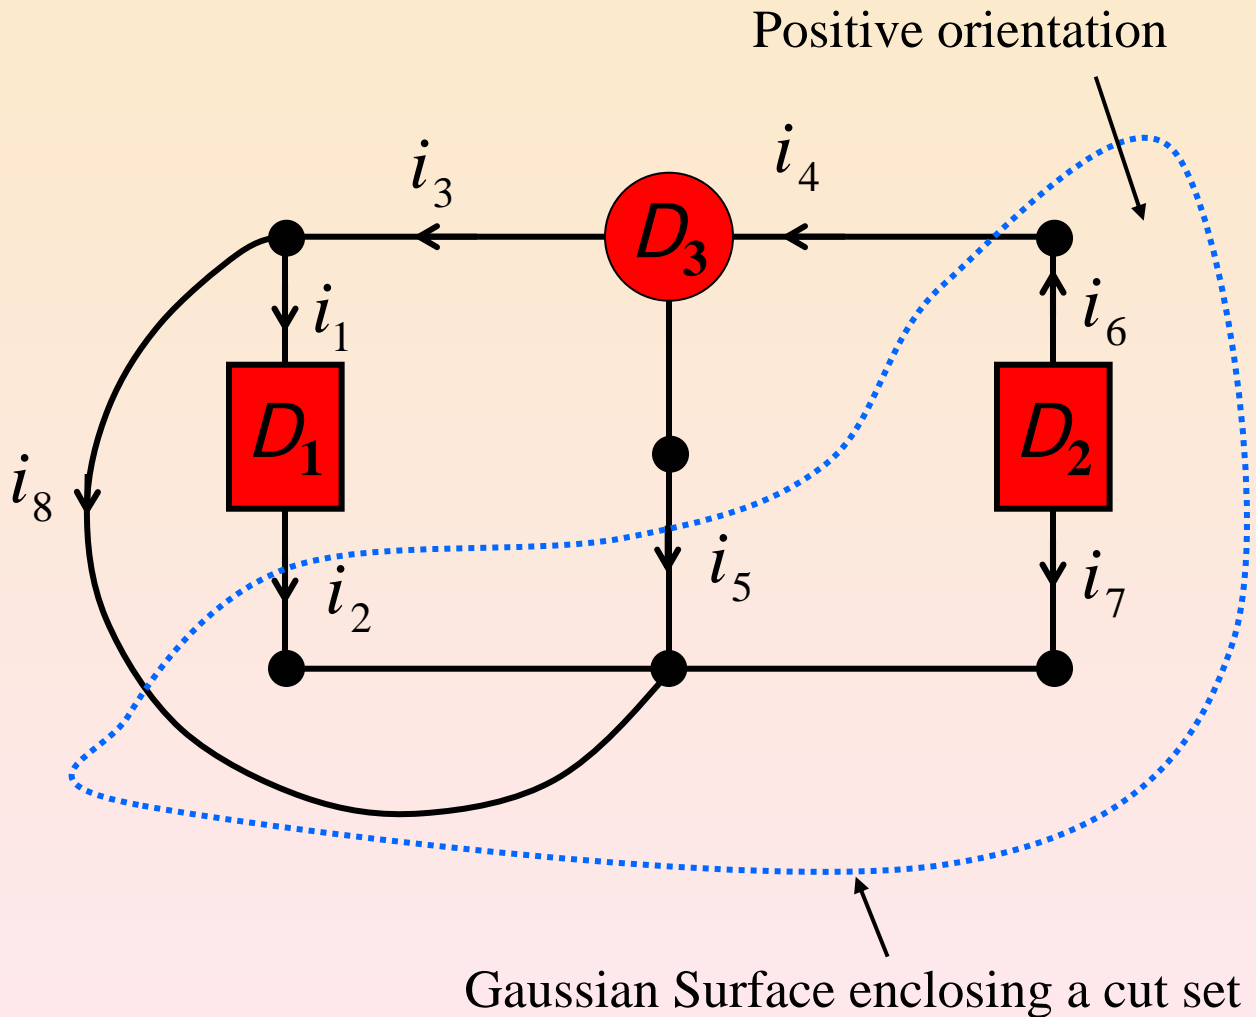 Positive orientation
i3
i4
D3
i1
i6
D1
D2
i8
i5
i2
i7
Gaussian Surface enclosing a cut set